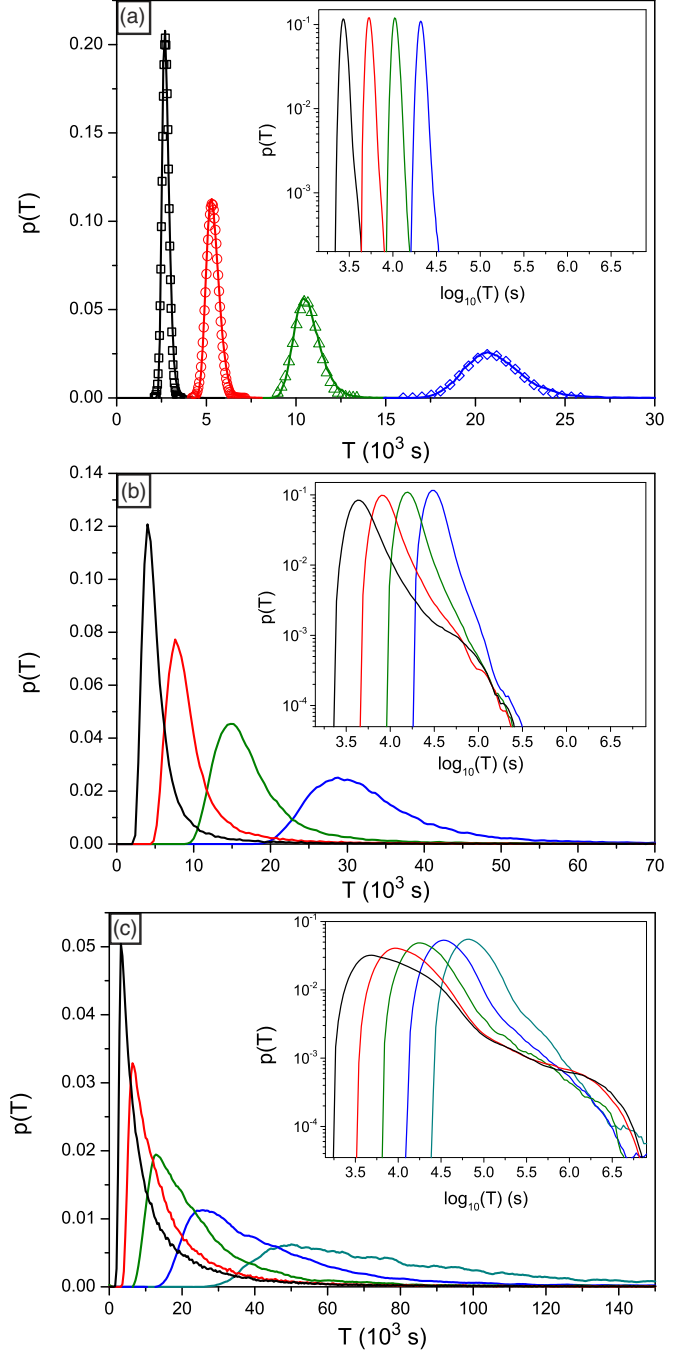 (a)
0.20
0.15
0.10
0.05
0.00
p(T)
0 5 10 15 20 25 30
T (10³ s)
10⁻¹
10⁻²
10⁻³
p(T)
3.5 4.0 4.5 5.0 5.5 6.0 6.5
log₁₀(T) (s)
(b)
0.14
0.12
0.10
0.08
0.06
0.04
0.02
0.00
p(T)
0 10 20 30 40 50 60 70
T (10³ s)
10⁻¹
10⁻²
10⁻³
10⁻⁴
p(T)
3.5 4.0 4.5 5.0 5.5 6.0 6.5
log₁₀(T) (s)
(c)
0.05
0.04
0.03
0.02
0.01
0.00
p(T)
0 20 40 60 80 100 120 140
T (10³ s)
10⁻¹
10⁻²
10⁻³
10⁻⁴
p(T)
3.5 4.0 4.5 5.0 5.5 6.0 6.5
log₁₀(T) (s)